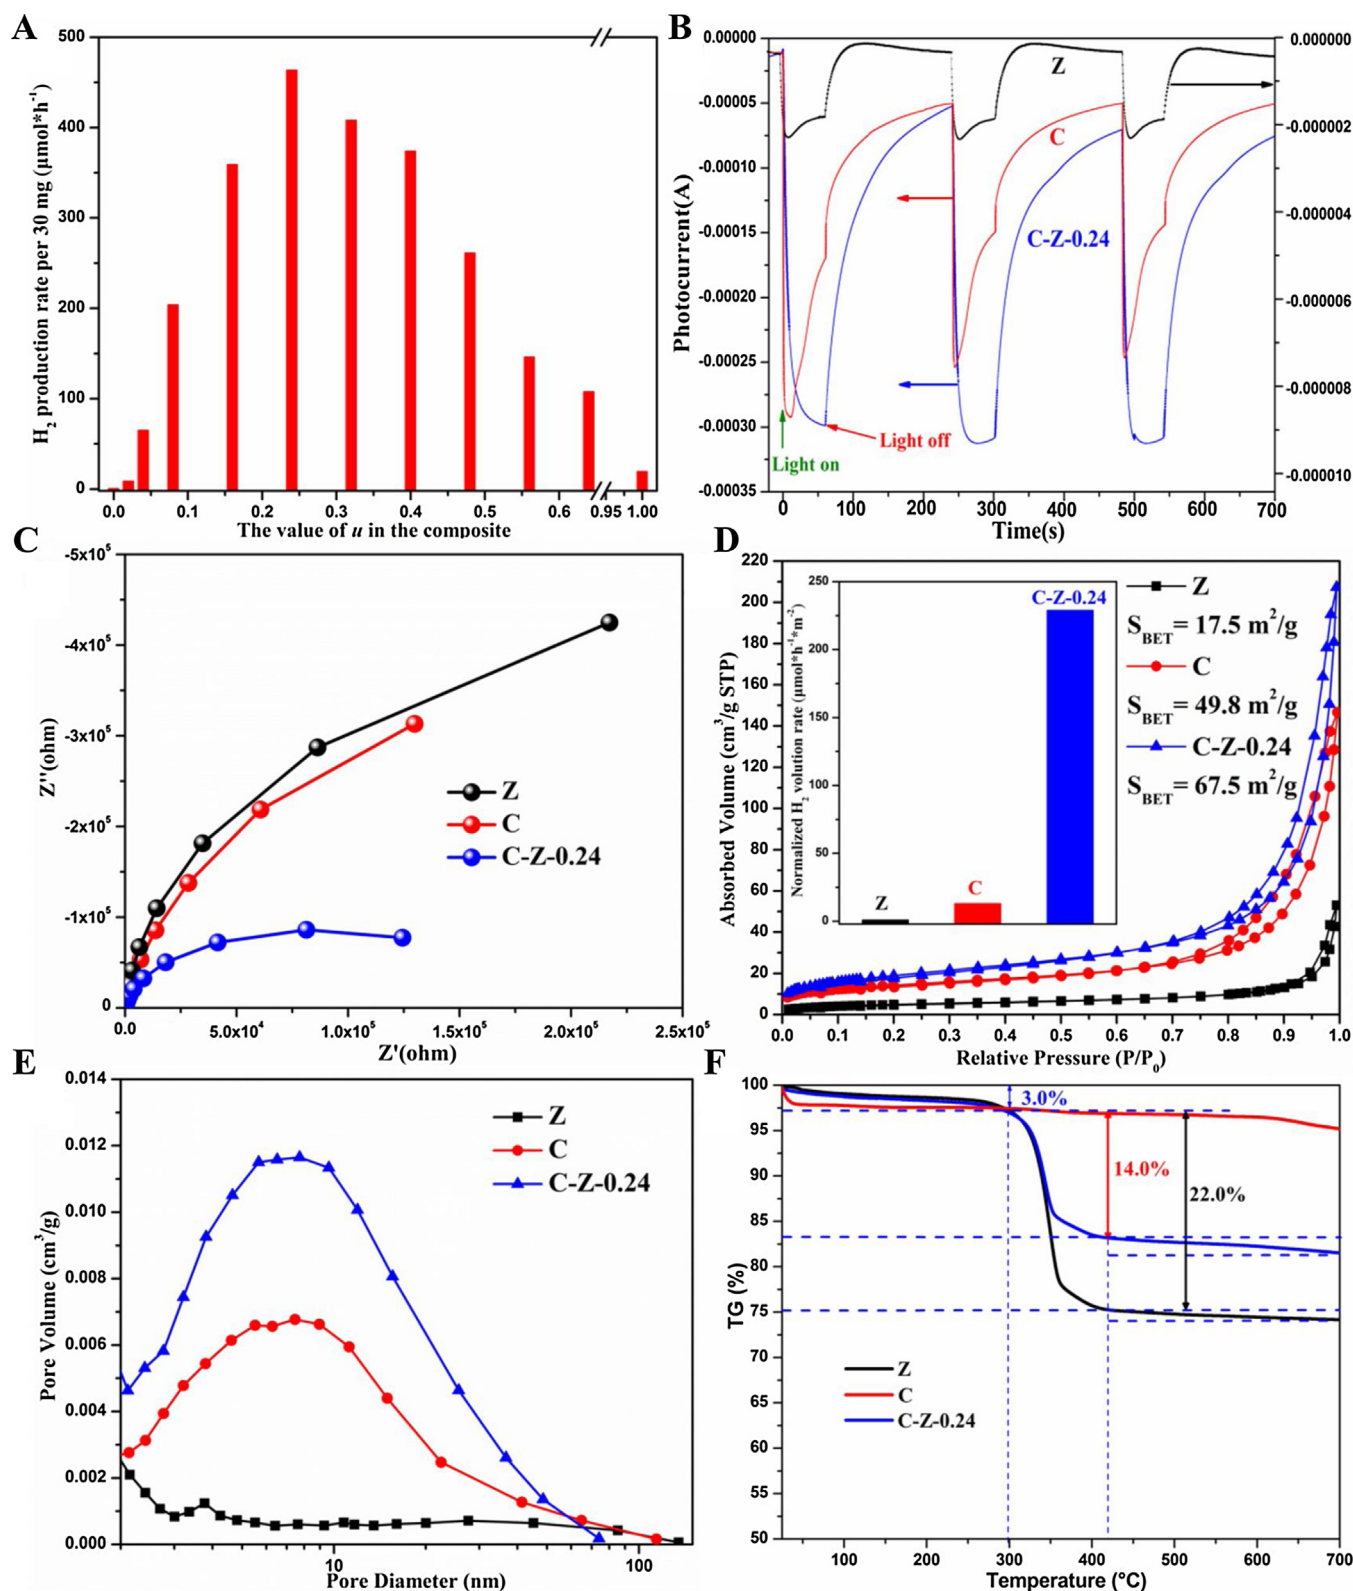 A
500
400
300
200
100
0
H2 production rate per 30 mg (μmol*h-1)
0.0 0.1 0.2 0.3 0.4 0.5 0.6 0.95 1.00
The value of u in the composite
B
0.00000
-0.00005
-0.00010
-0.00015
-0.00020
-0.00025
-0.00030
-0.00035
Photocurrent(A)
Z
C
C-Z-0.24
Light off
Light on
0.000000
-0.000002
-0.000004
-0.000006
-0.000008
-0.000010
0 100 200 300 400 500 600 700
Time(s)
C
-5x10^5
-4x10^5
-3x10^5
-2x10^5
-1x10^5
0
Z''(ohm)
Z
C
C-Z-0.24
0.0 5.0x10^4 1.0x10^5 1.5x10^5 2.0x10^5 2.5x10^5
Z'(ohm)
D
220
200
180
160
140
120
100
80
60
40
20
0
Absorbed Volume (cm3/g STP)
250
200
150
100
50
0
Normalized H2 volution rate (μmol*h-1*m-2)
Z
C
C-Z-0.24
Z
SBET= 17.5 m2/g
C
SBET= 49.8 m2/g
C-Z-0.24
SBET= 67.5 m2/g
0.0 0.1 0.2 0.3 0.4 0.5 0.6 0.7 0.8 0.9 1.0
Relative Pressure (P/P0)
E
0.014
0.012
0.010
0.008
0.006
0.004
0.002
0.000
Pore Volume (cm3/g)
Z
C
C-Z-0.24
10 100
Pore Diameter (nm)
F
100
95
90
85
80
75
70
65
60
55
50
TG (%)
3.0%
14.0%
22.0%
Z
C
C-Z-0.24
100 200 300 400 500 600 700
Temperature (°C)